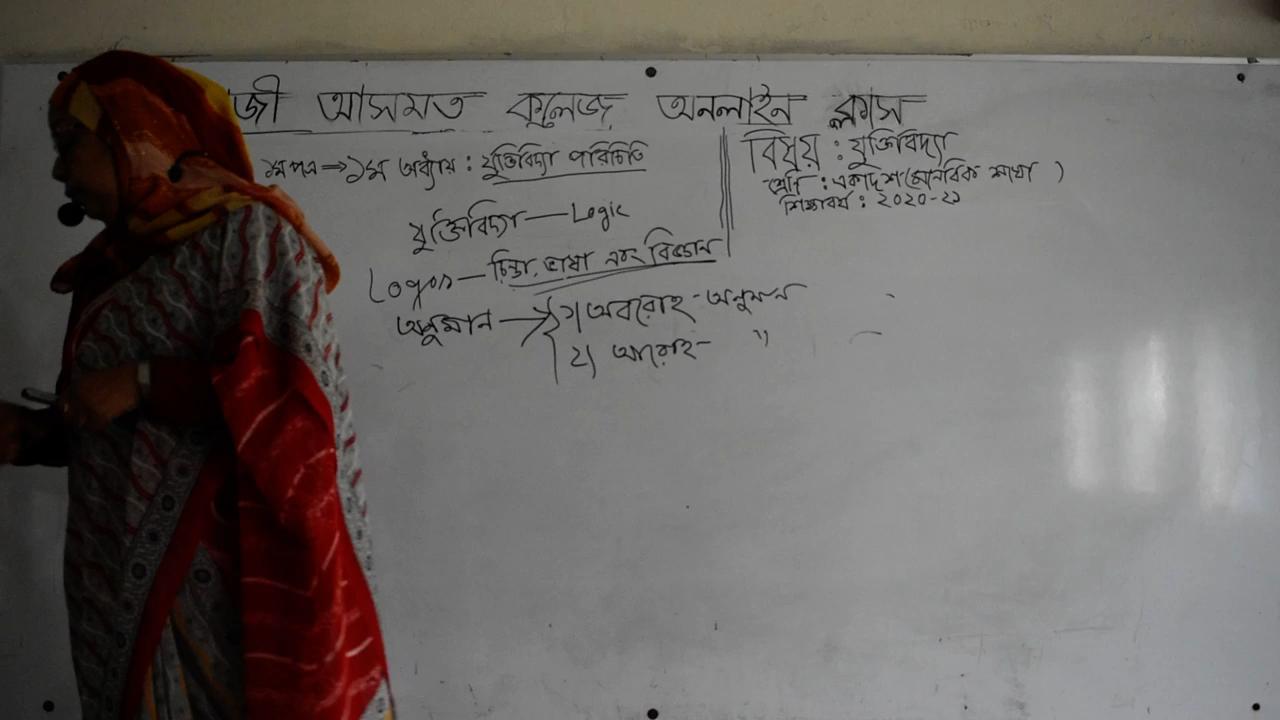 জী আসমত কলেজ অনলাইন ক্লাস
১ম পত্র ⇒ ১ম অধ্যায় : যুক্তিবিদ্যা পরিচিতি
বিষয় : যুক্তিবিদ্যা
শ্রেণি : একাদশ (মানবিক শাখা )
শিক্ষাবর্ষ : ২০২০-২১
যুক্তিবিদ্যা — Logic
Logos — চিন্তা, ভাষা এবং বিজ্ঞান
অনুমান → ১) অবরোহ - অনুমান
২) আরোহ - "